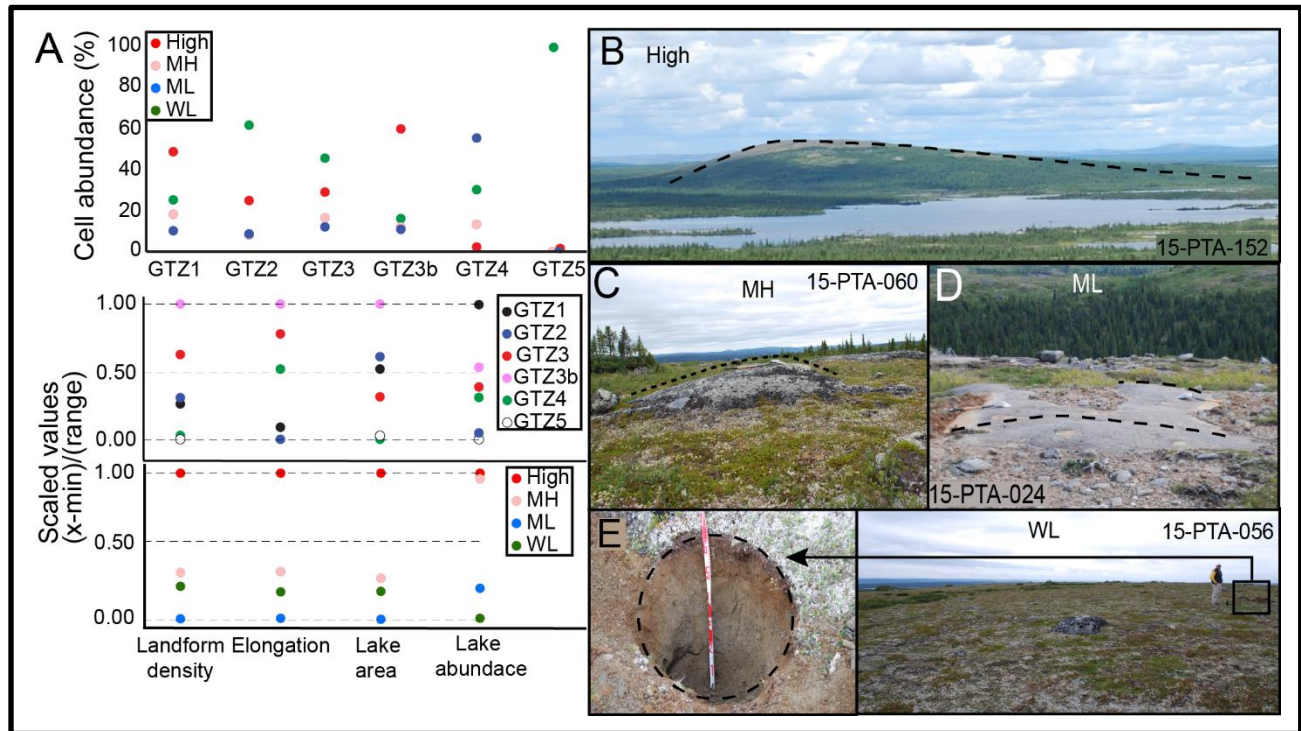 A
Cell abundance (%)
100
80
60
40
20
0
High
MH
ML
WL
GTZ1 GTZ2 GTZ3 GTZ3b GTZ4 GTZ5
Scaled values
(x-min)/(range)
1.00
0.50
0.00
GTZ1
GTZ2
GTZ3
GTZ3b
GTZ4
GTZ5
1.00
0.50
0.00
High
MH
ML
WL
Landform
density
Elongation
Lake
area
Lake
abundace
B High
15-PTA-152
C MH 15-PTA-060
D ML
15-PTA-024
E
WL 15-PTA-056